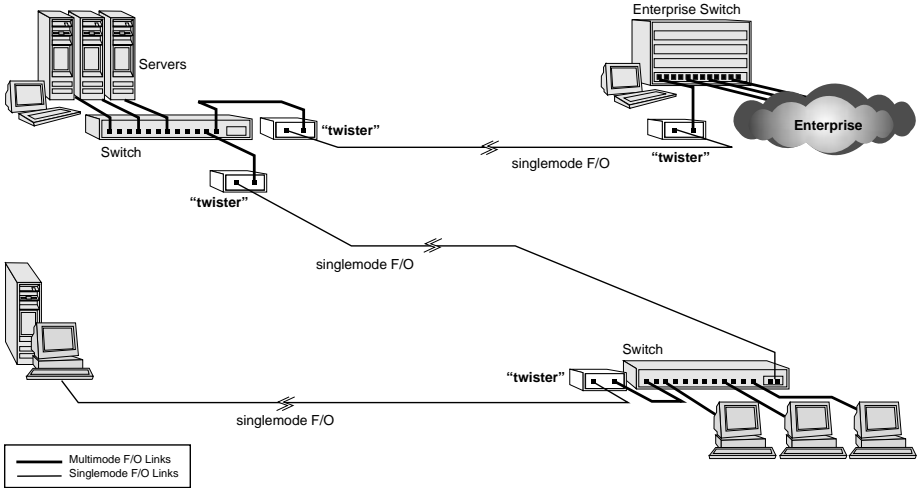 Enterprise Switch
Servers
Enterprise
“twister”
“twister”
Switch
singlemode F/O
“twister”
singlemode F/O
Switch
“twister”
singlemode F/O
Multimode F/O Links
Singlemode F/O Links